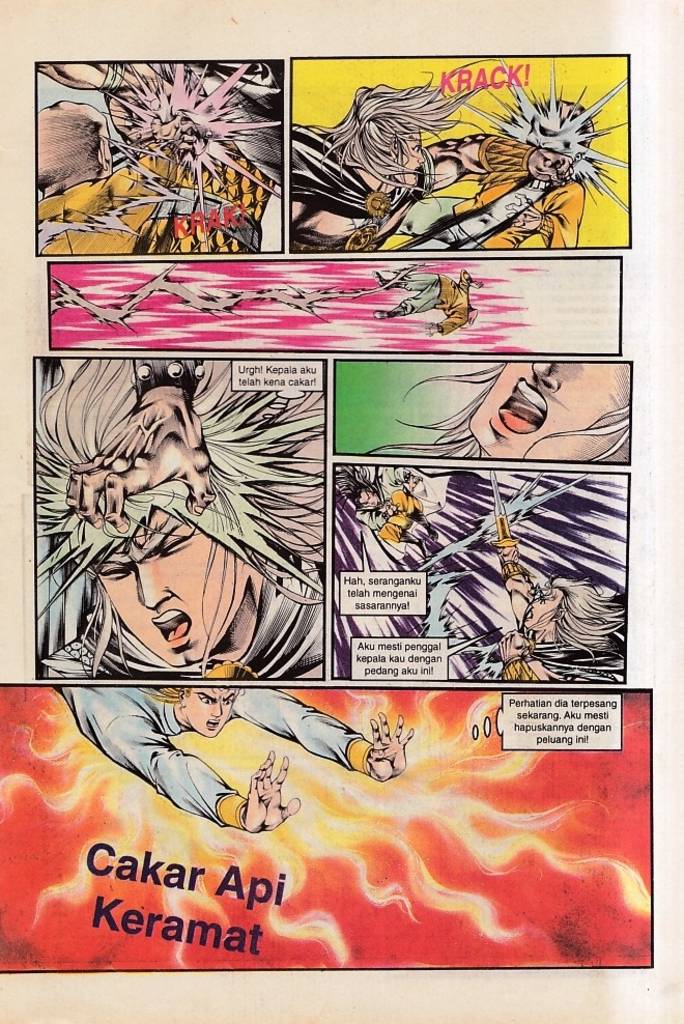 KRAK!
KRACK!
Urgh! Kepala aku
telah kena cakar!
Hah, seranganku
telah mengenai
sasarannya!
Aku mesti penggal
kepala kau dengan
pedang aku ini!
Perhatian dia terpesang
sekarang. Aku mesti
hapuskannya dengan
peluang ini!
Cakar Api
Keramat